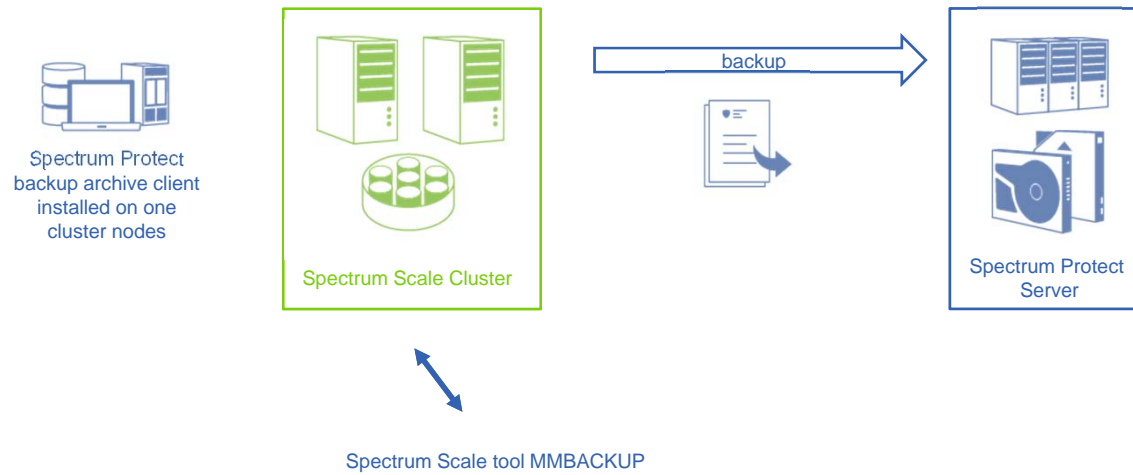 Spectrum Protect
backup archive client
installed on one
cluster nodes
Spectrum Scale Cluster
backup
Spectrum Protect
Server
Spectrum Scale tool MMBACKUP